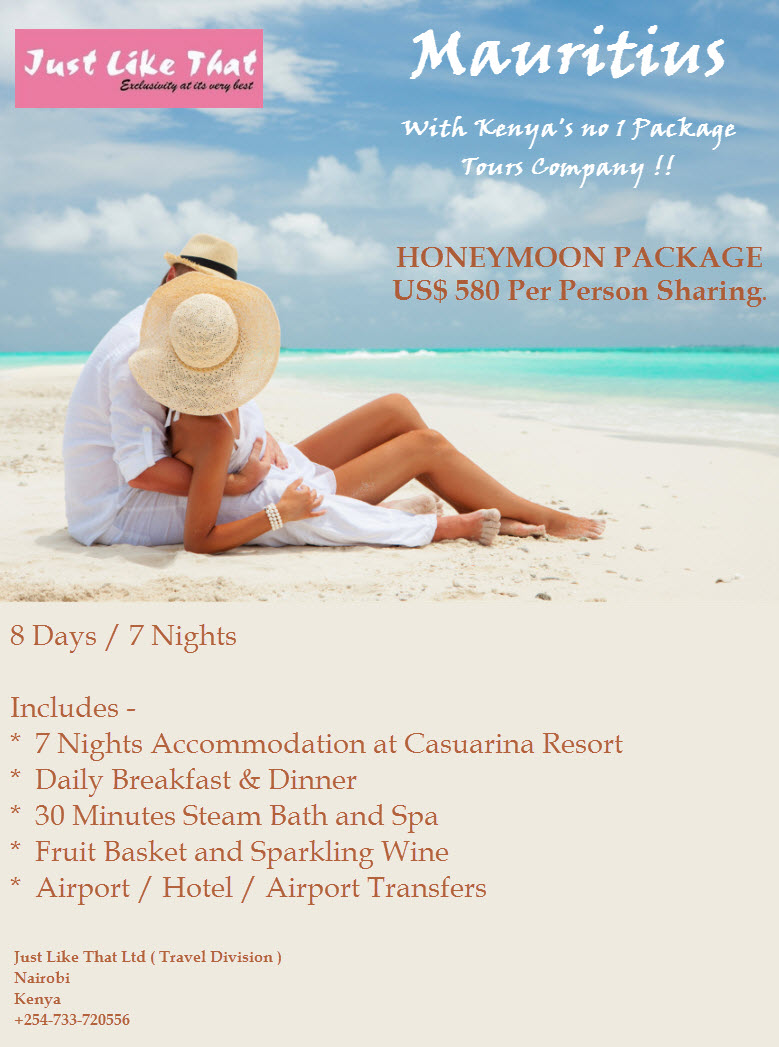 Just Like That
Exclusivity at its very best
Mauritius
With Kenya's no 1 Package
Tours Company !!
HONEYMOON PACKAGE
US$ 580 Per Person Sharing.
8 Days / 7 Nights
Includes -
* 7 Nights Accommodation at Casuarina Resort
* Daily Breakfast & Dinner
* 30 Minutes Steam Bath and Spa
* Fruit Basket and Sparkling Wine
* Airport / Hotel / Airport Transfers
Just Like That Ltd ( Travel Division )
Nairobi
Kenya
+254-733-720556